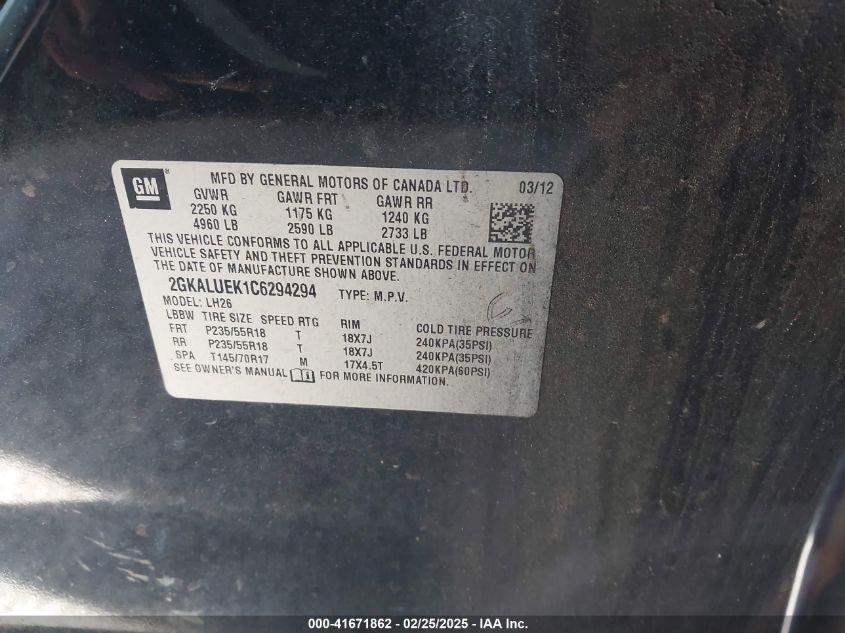 GM ® MFD BY GENERAL MOTORS OF CANADA LTD. 03/12
GVWR GAWR FRT GAWR RR
2250 KG 1175 KG 1240 KG
4960 LB 2590 LB 2733 LB
THIS VEHICLE CONFORMS TO ALL APPLICABLE U.S. FEDERAL MOTOR
VEHICLE SAFETY AND THEFT PREVENTION STANDARDS IN EFFECT ON
THE DATE OF MANUFACTURE SHOWN ABOVE.
2GKALUEK1C6294294 TYPE: M.P.V.
MODEL: LH26
6
LBBW TIRE SIZE SPEED RTG RIM COLD TIRE PRESSURE
FRT P235/55R18 T 18X7J 240KPA(35PSI)
RR P235/55R18 T 18X7J 240KPA(35PSI)
SPA T145/70R17 M 17X4.5T 420KPA(60PSI)
SEE OWNER'S MANUAL FOR MORE INFORMATION.
000-41671862 - 02/25/2025 - IAA Inc.